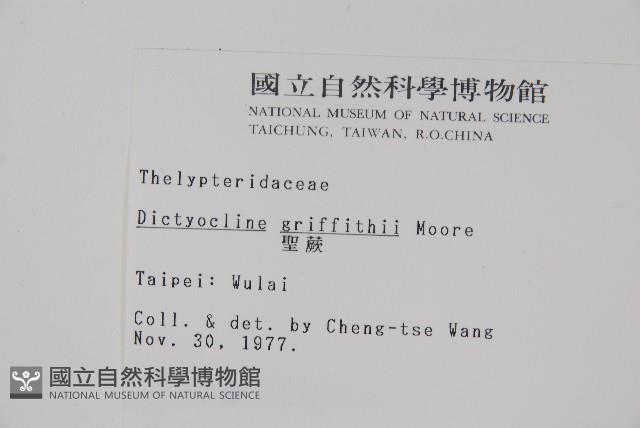 國立自然科學博物館
NATIONAL MUSEUM OF NATURAL SCIENCE
TAICHUNG, TAIWAN, R.O.CHINA
Thelypteridaceae
Dictyocline griffithii Moore
聖蕨
Taipei: Wulai
Coll. & det. by Cheng-tse Wang
Nov. 30, 1977.
國立自然科學博物館
NATIONAL MUSEUM OF NATURAL SCIENCE